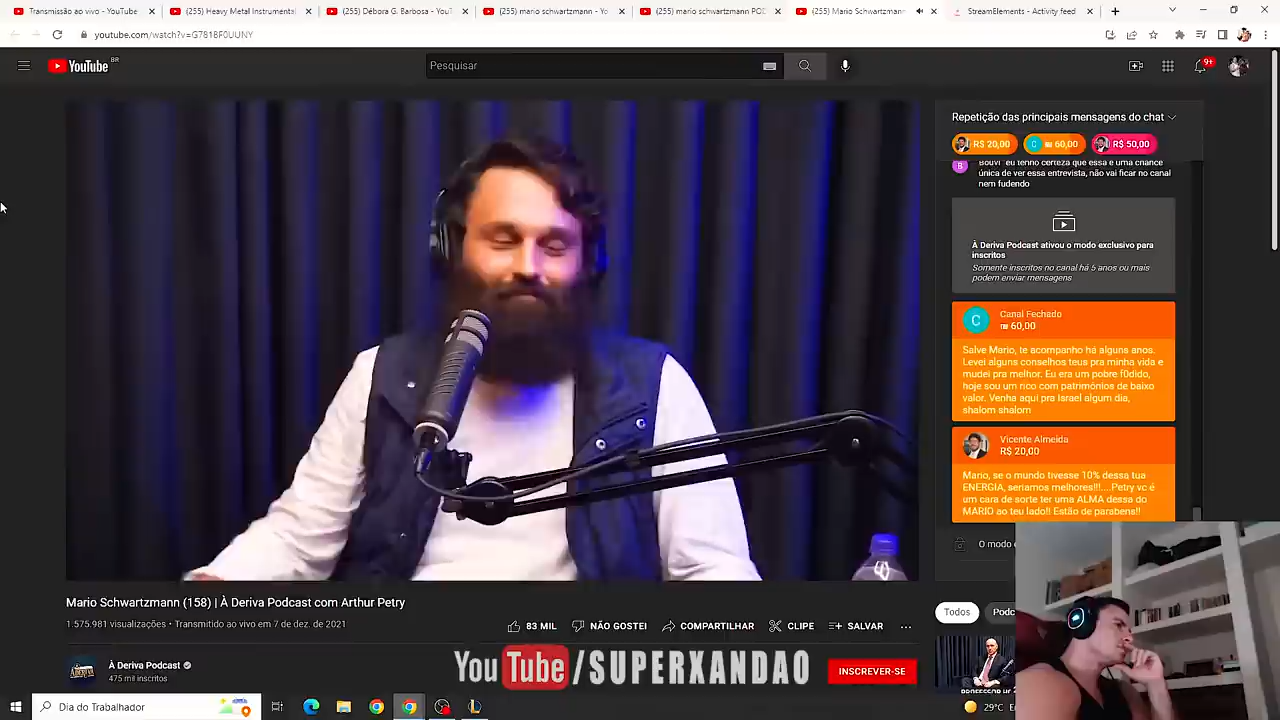 (255) Transmissão ao vivo - YouTube
(255) Heavy Metal Instrumental
(255) Débora G. Barbosa - YouT
(255) mario schwartzmann - Yo
(255) mario schwartzmann PCC
(255) Mario Schwartzmann
StreamElements - Activity feed
youtube.com/watch?v=G7818F0UUNY
YouTube BR
Pesquisar
9+
Repetição das principais mensagens do chat
R$ 20,00
₪ 60,00
R$ 50,00
B
Bouvi eu tenho certeza que essa é uma chance
única de ver essa entrevista, não vai ficar no canal
nem fudendo
À Deriva Podcast ativou o modo exclusivo para
inscritos
Somente inscritos no canal há 5 anos ou mais
podem enviar mensagens
C
Canal Fechado
₪ 60,00
Salve Mario, te acompanho há alguns anos.
Levei alguns conselhos teus pra minha vida e
mudei pra melhor. Eu era um pobre f0dido,
hoje sou um rico com patrimônios de baixo
valor. Venha aqui pra Israel algum dia,
shalom shalom
Vicente Almeida
R$ 20,00
Mario, se o mundo tivesse 10% dessa tua
ENERGIA, seriamos melhores!!!....Petry vc é
um cara de sorte ter uma ALMA dessa do
MARIO ao teu lado!! Estão de parabens!!
O modo
Mario Schwartzmann (158) | À Deriva Podcast com Arthur Petry
1.575.981 visualizações • Transmitido ao vivo em 7 de dez. de 2021
83 MIL
NÃO GOSTEI
COMPARTILHAR
CLIPE
SALVAR
Todos
Podc
À Deriva Podcast
475 mil inscritos
YouTube/SUPERXANDAO
INSCREVER-SE
Dia do Trabalhador
29°C